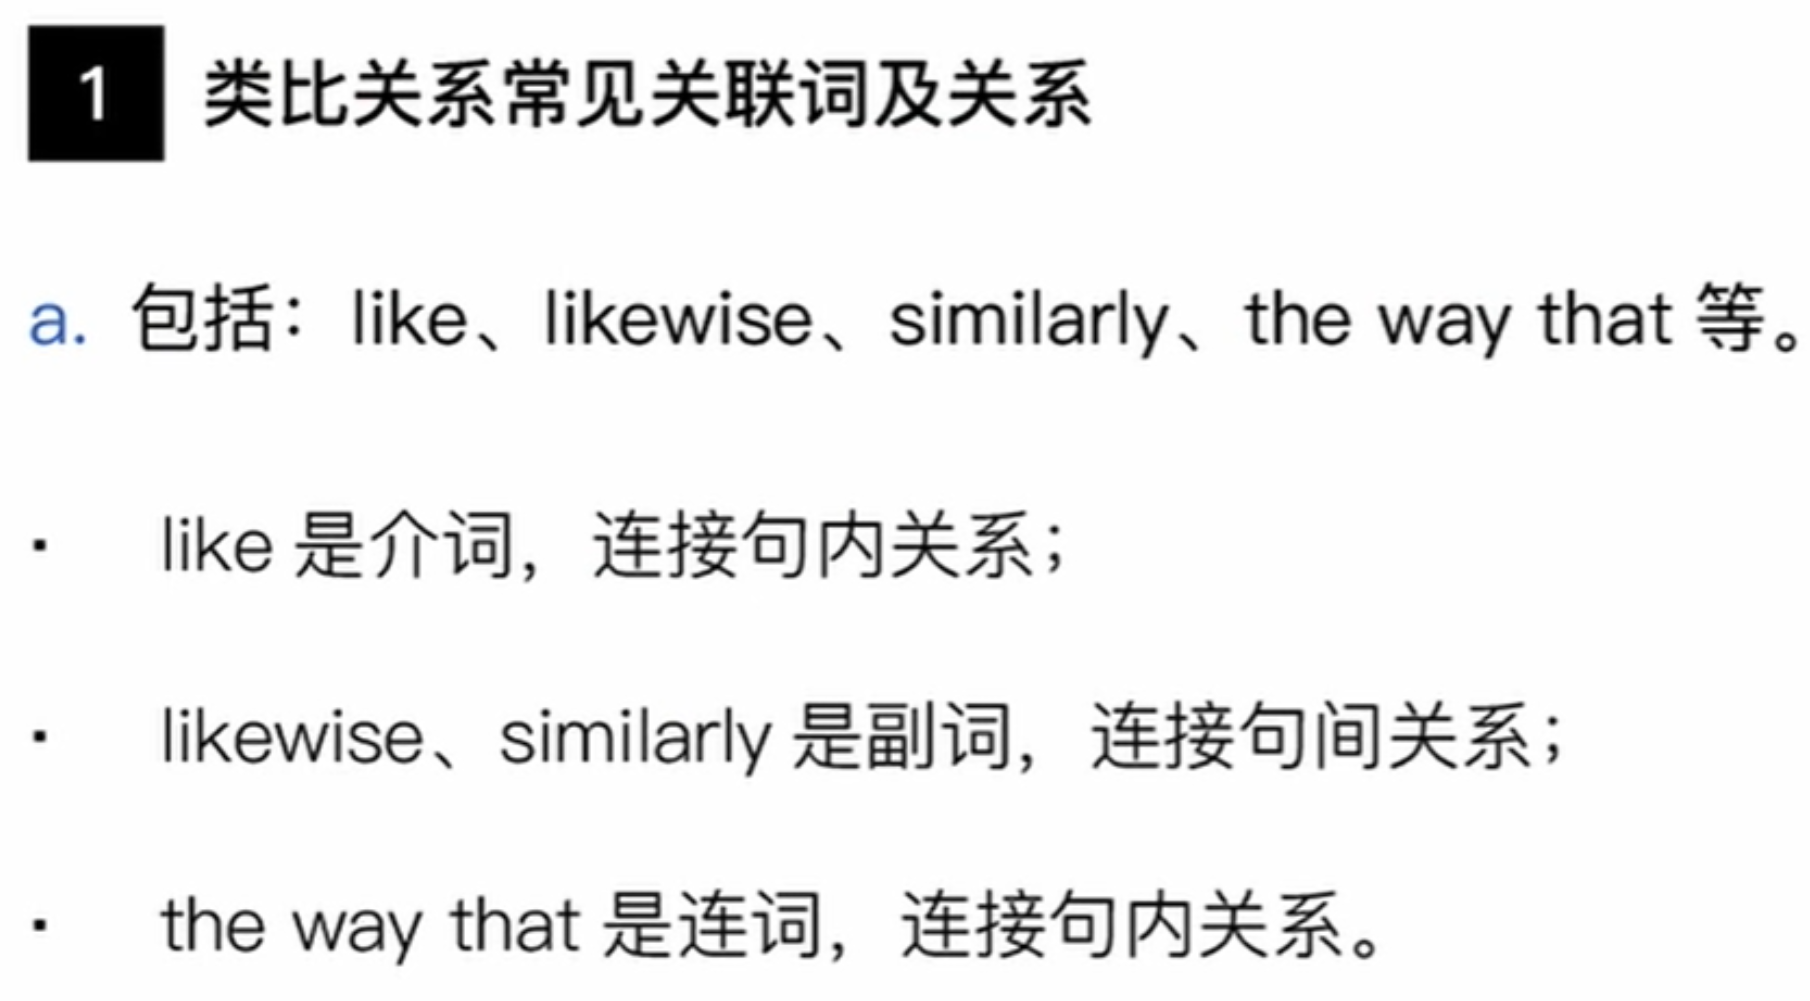 1 类比关系常见关联词及关系
a. 包括：like、likewise、similarly、the way that 等。
· like 是介词，连接句内关系；
· likewise、similarly 是副词，连接句间关系；
· the way that 是连词，连接句内关系。